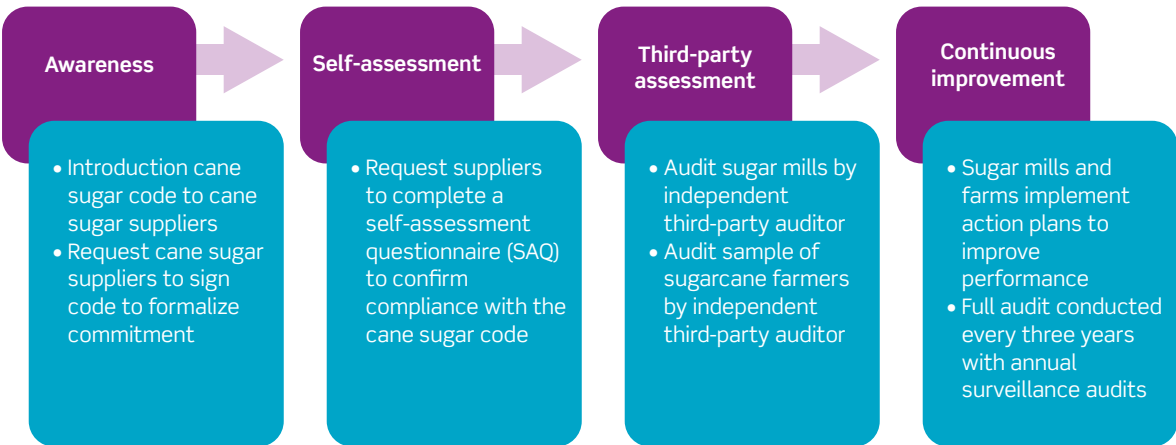 Awareness
• Introduction cane
sugar code to cane
sugar suppliers
• Request cane sugar
suppliers to sign
code to formalize
commitment
Self-assessment
• Request suppliers
to complete a
self-assessment
questionnaire (SAQ)
to confirm
compliance with the
cane sugar code
Third-party
assessment
• Audit sugar mills by
independent
third-party auditor
• Audit sample of
sugarcane farmers
by independent
third-party auditor
Continuous
improvement
• Sugar mills and
farms implement
action plans to
improve
performance
• Full audit conducted
every three years
with annual
surveillance audits